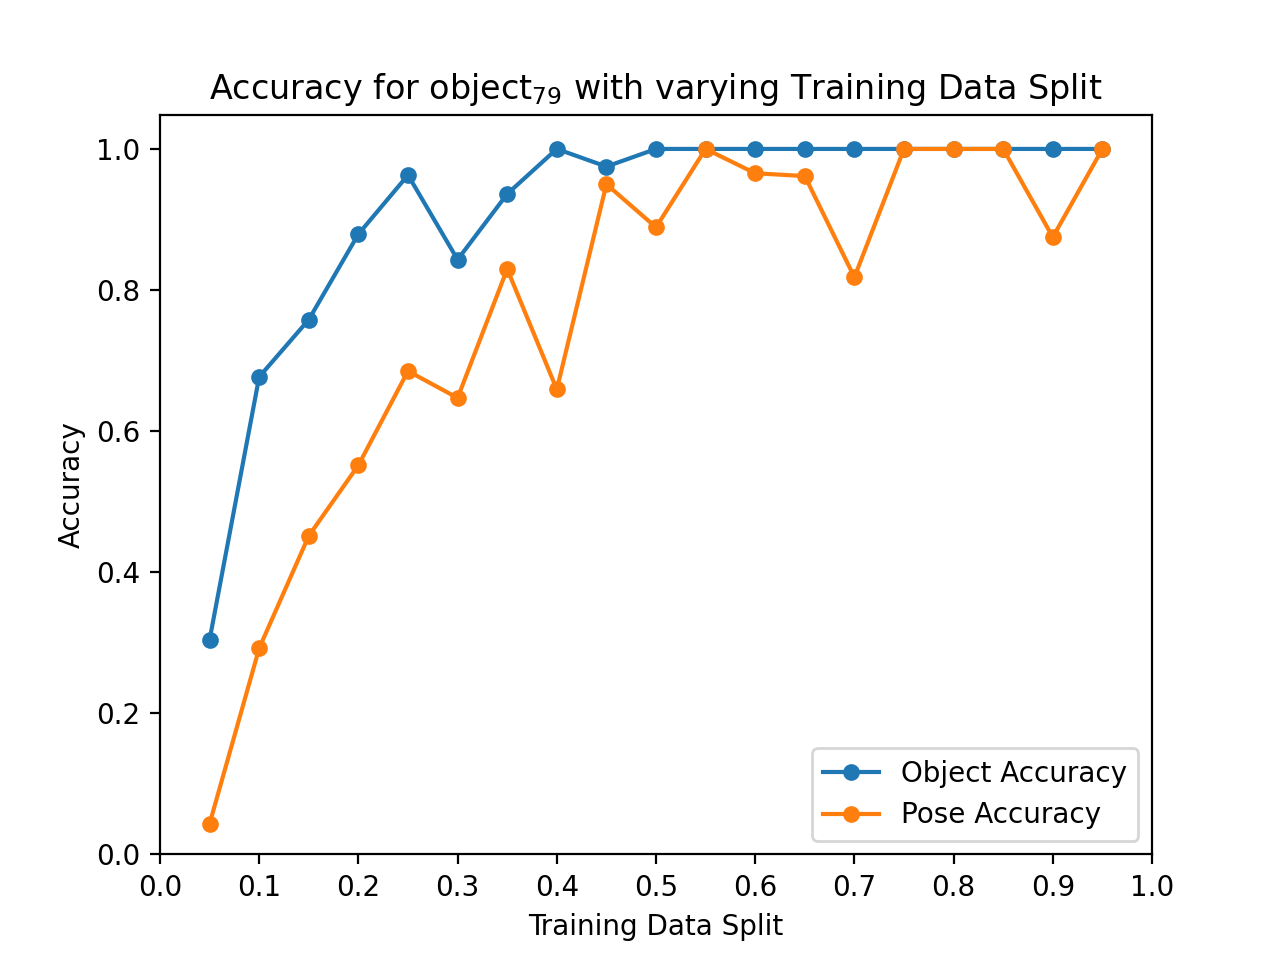 Accuracy for object79 with varying Training Data Split
1.0
0.8
0.6
0.4
0.2
0.0
Accuracy
Object Accuracy
Pose Accuracy
0.0 0.1 0.2 0.3 0.4 0.5 0.6 0.7 0.8 0.9 1.0
Training Data Split